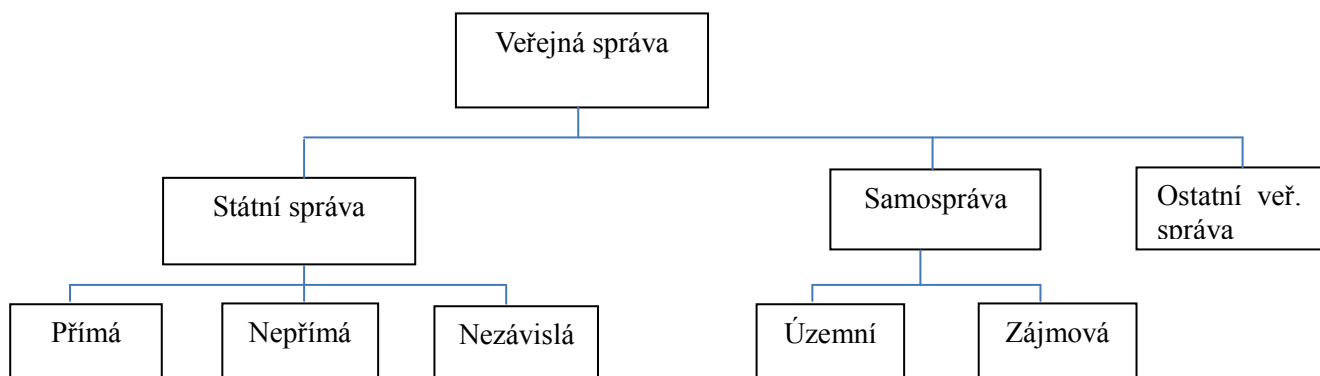 Veřejná správa
Státní správa
Samospráva
Ostatní veř.
správa
Přímá
Nepřímá
Nezávislá
Územní
Zájmová